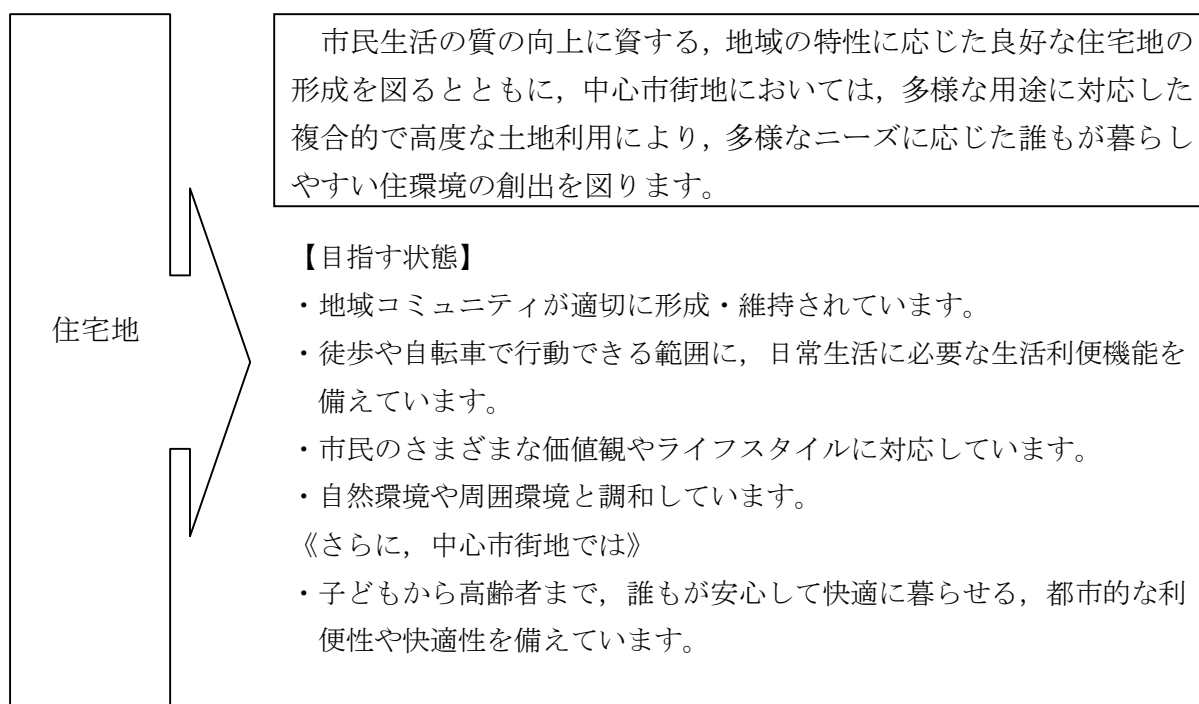 住宅地
市民生活の質の向上に資する，地域の特性に応じた良好な住宅地の
形成を図るとともに，中心市街地においては，多様な用途に対応した
複合的で高度な土地利用により，多様なニーズに応じた誰もが暮らし
やすい住環境の創出を図ります。
【目指す状態】
・地域コミュニティが適切に形成・維持されています。
・徒歩や自転車で行動できる範囲に，日常生活に必要な生活利便機能を
備えています。
・市民のさまざまな価値観やライフスタイルに対応しています。
・自然環境や周囲環境と調和しています。
《さらに，中心市街地では》
・子どもから高齢者まで，誰もが安心して快適に暮らせる，都市的な利
便性や快適性を備えています。